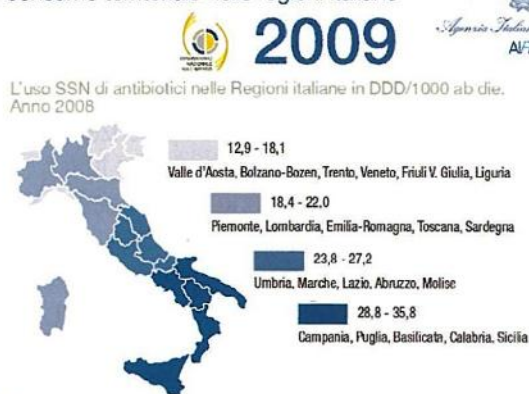 2009
Agenzia Italiana
L'uso SSN di antibiotici nelle Regioni italiane in DDD/1000 ab die.
Anno 2008
12,9 - 18,1
Valle d'Aosta, Bolzano-Bozen, Trento, Veneto, Friuli V. Giulia, Liguria
18,4 - 22,0
Piemonte, Lombardia, Emilia-Romagna, Toscana, Sardegna
23,8 - 27,2
Umbria, Marche, Lazio, Abruzzo, Molise
28,8 - 35,8
Campania, Puglia, Basilicata, Calabria, Sicilia